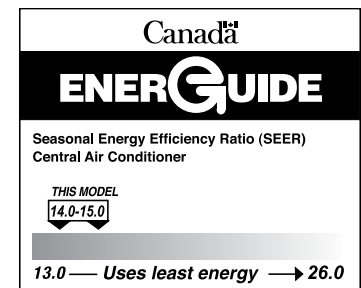 Canada
ENERGUIDE
Seasonal Energy Efficiency Ratio (SEER)
Central Air Conditioner
THIS MODEL
14.0-15.0
13.0 — Uses least energy → 26.0